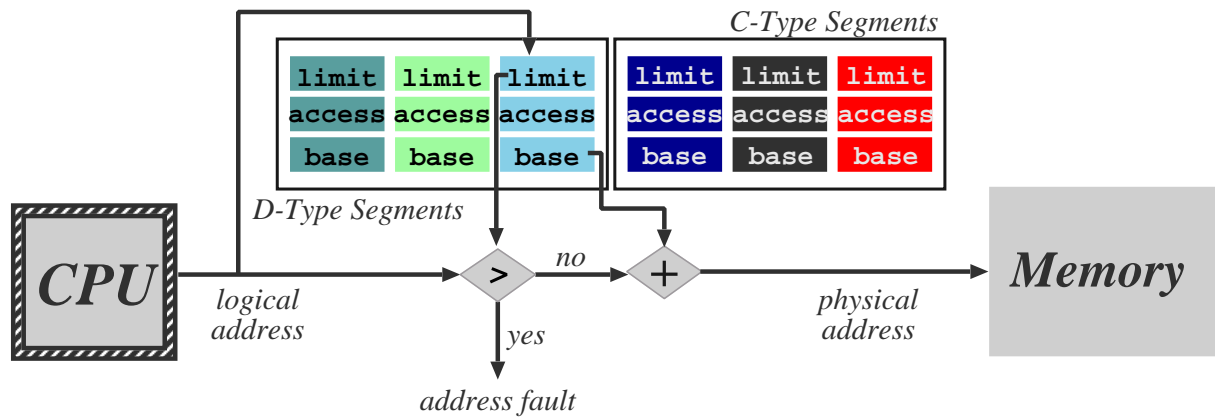 C-Type Segments
limit limit limit limit limit limit
access access access access access access
base base base base base base
D-Type Segments
CPU
logical
address
>
no
+
yes
address fault
physical
address
Memory